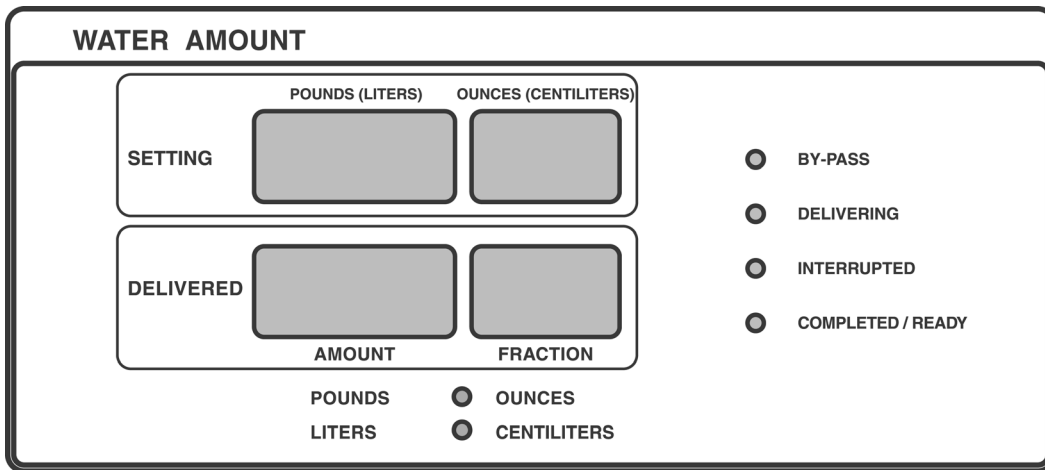 WATER AMOUNT
POUNDS (LITERS) OUNCES (CENTILITERS)
SETTING
DELIVERED
AMOUNT FRACTION
POUNDS OUNCES
LITERS CENTILITERS
BY-PASS
DELIVERING
INTERRUPTED
COMPLETED / READY